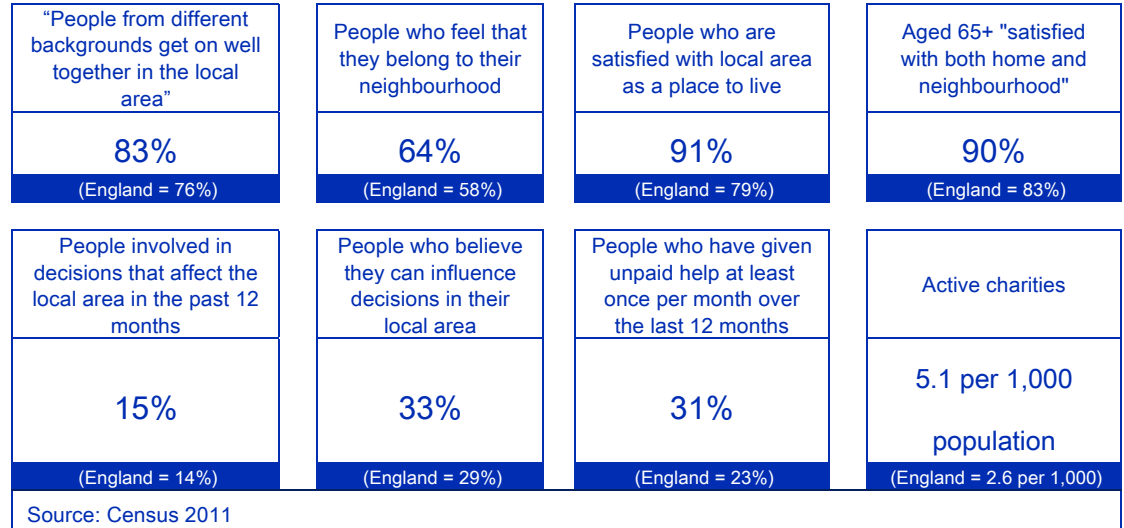 “People from different
backgrounds get on well
together in the local
area”
83%
(England = 76%)
People who feel that
they belong to their
neighbourhood
64%
(England = 58%)
People who are
satisfied with local area
as a place to live
91%
(England = 79%)
Aged 65+ "satisfied
with both home and
neighbourhood"
90%
(England = 83%)
People involved in
decisions that affect the
local area in the past 12
months
15%
(England = 14%)
People who believe
they can influence
decisions in their
local area
33%
(England = 29%)
People who have given
unpaid help at least
once per month over
the last 12 months
31%
(England = 23%)
Active charities
5.1 per 1,000
population
(England = 2.6 per 1,000)
Source: Census 2011